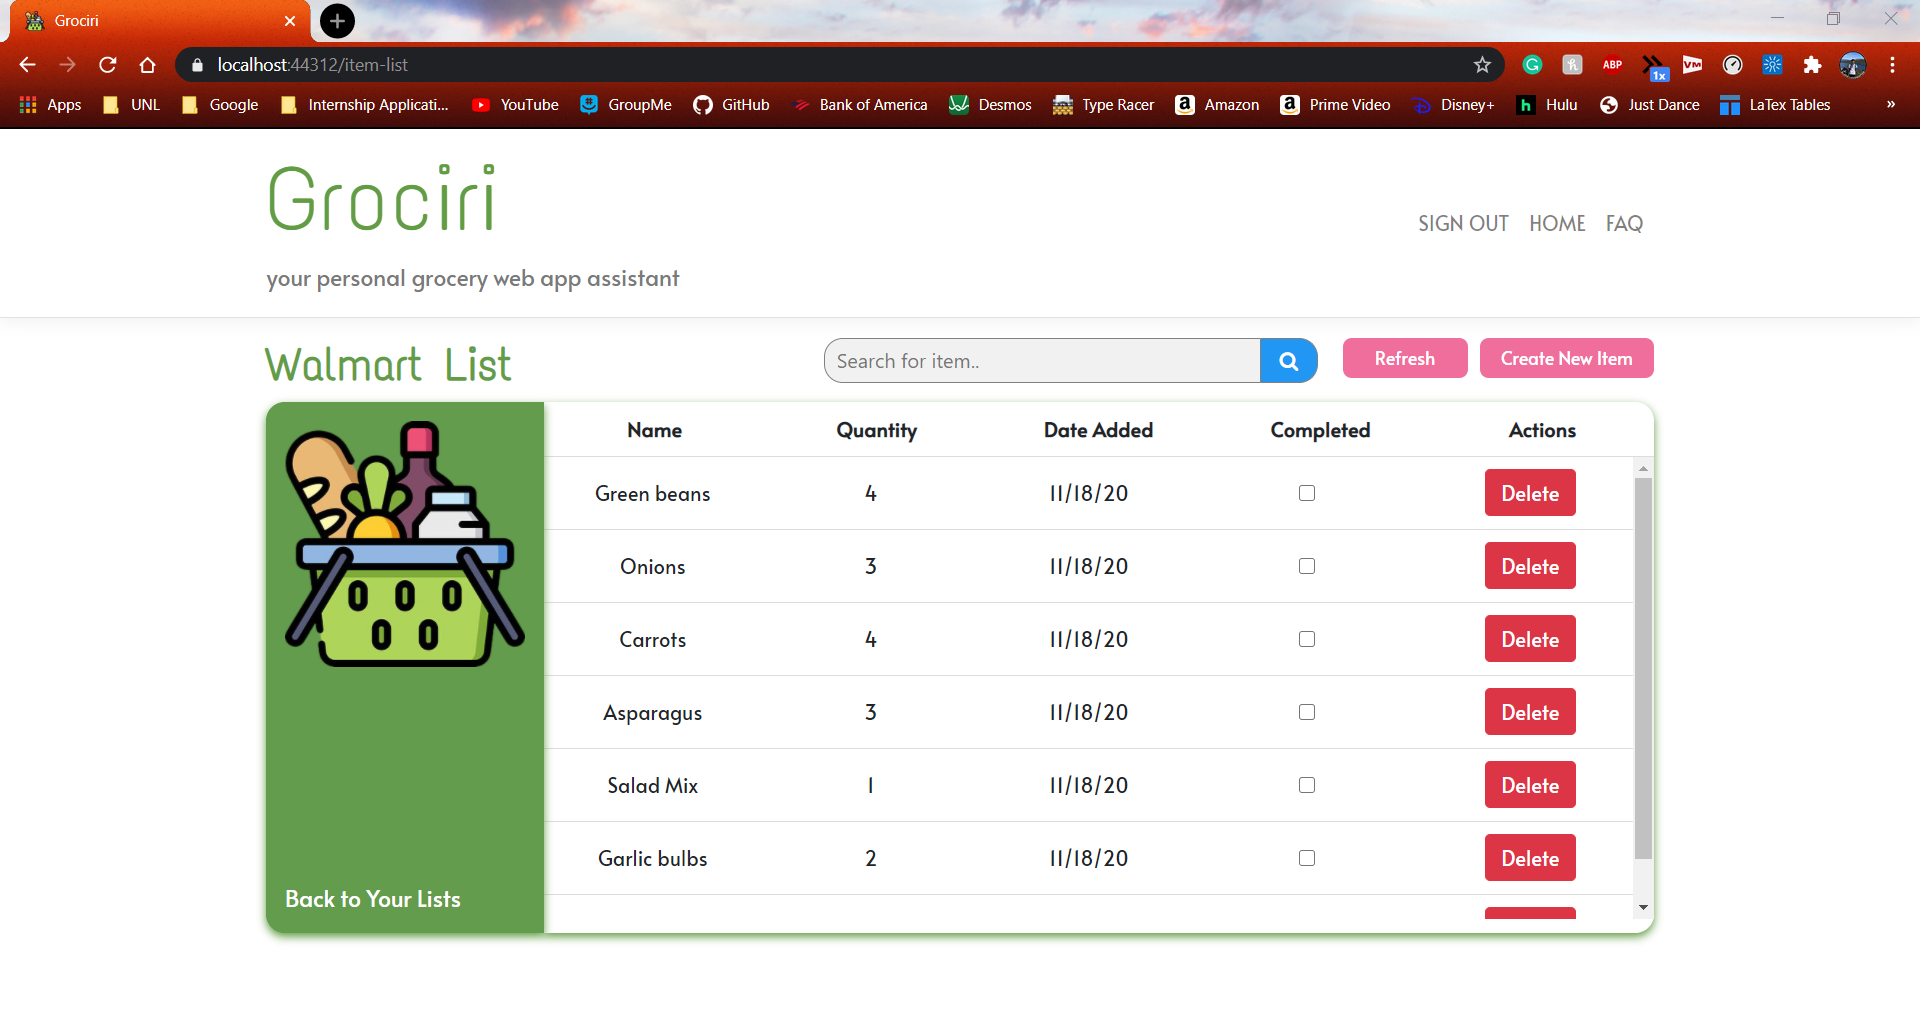 Grociri
localhost:44312/item-list
ABP
1x
VM
Apps UNL Google Internship Applicati... YouTube GroupMe GitHub Bank of America Desmos Type Racer Amazon Prime Video Disney+ Hulu Just Dance LaTex Tables »
Grociri
SIGN OUT HOME FAQ
your personal grocery web app assistant
Walmart List
Search for item..
Refresh Create New Item
Name Quantity Date Added Completed Actions
Green beans 4 11/18/20 Delete
Onions 3 11/18/20 Delete
Carrots 4 11/18/20 Delete
Asparagus 3 11/18/20 Delete
Salad Mix 1 11/18/20 Delete
Garlic bulbs 2 11/18/20 Delete
Back to Your Lists